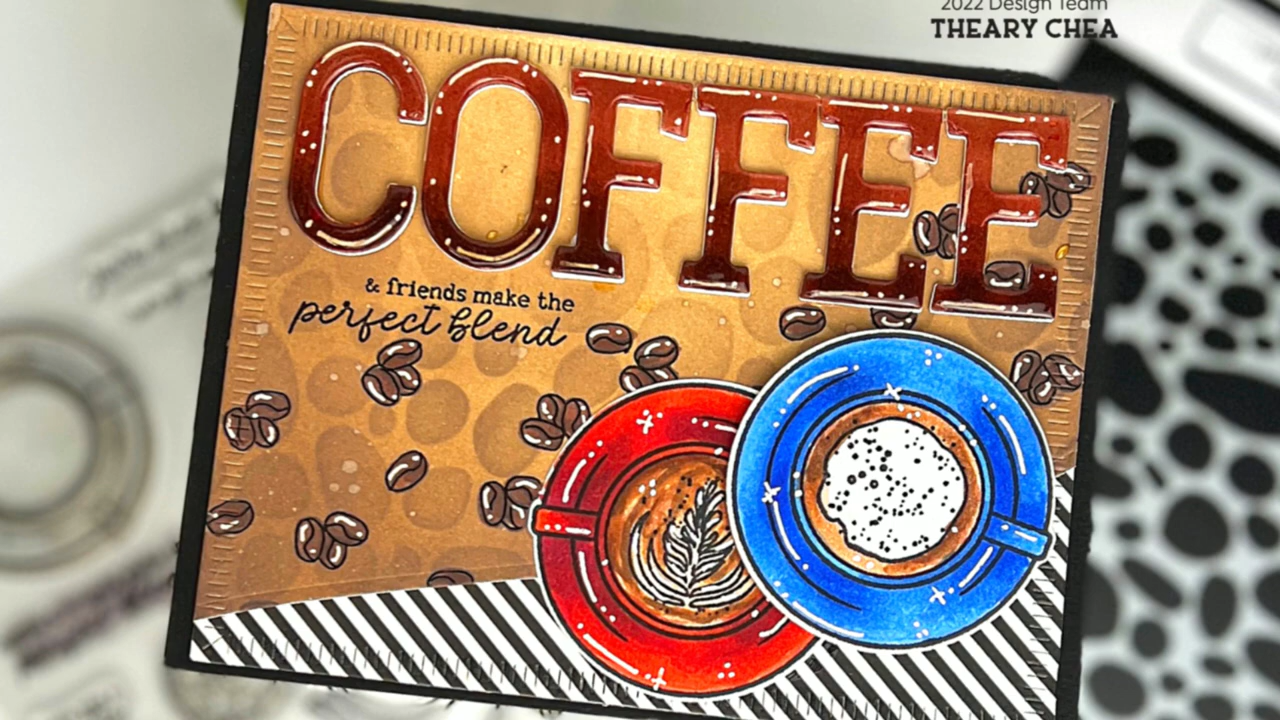 2022 Design Team
THEARY CHEA
COFFEE
& friends make the
perfect blend